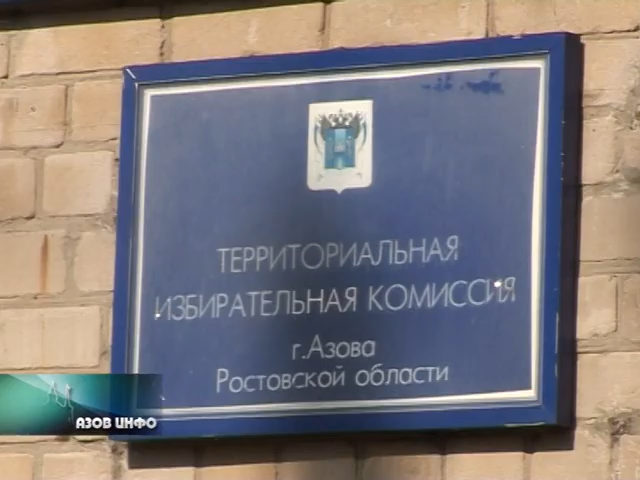 ТЕРРИТОРИАЛЬНАЯ
ИЗБИРАТЕЛЬНАЯ КОМИССИЯ
г.Азова
Ростовской области
АЗОВ ИНФО